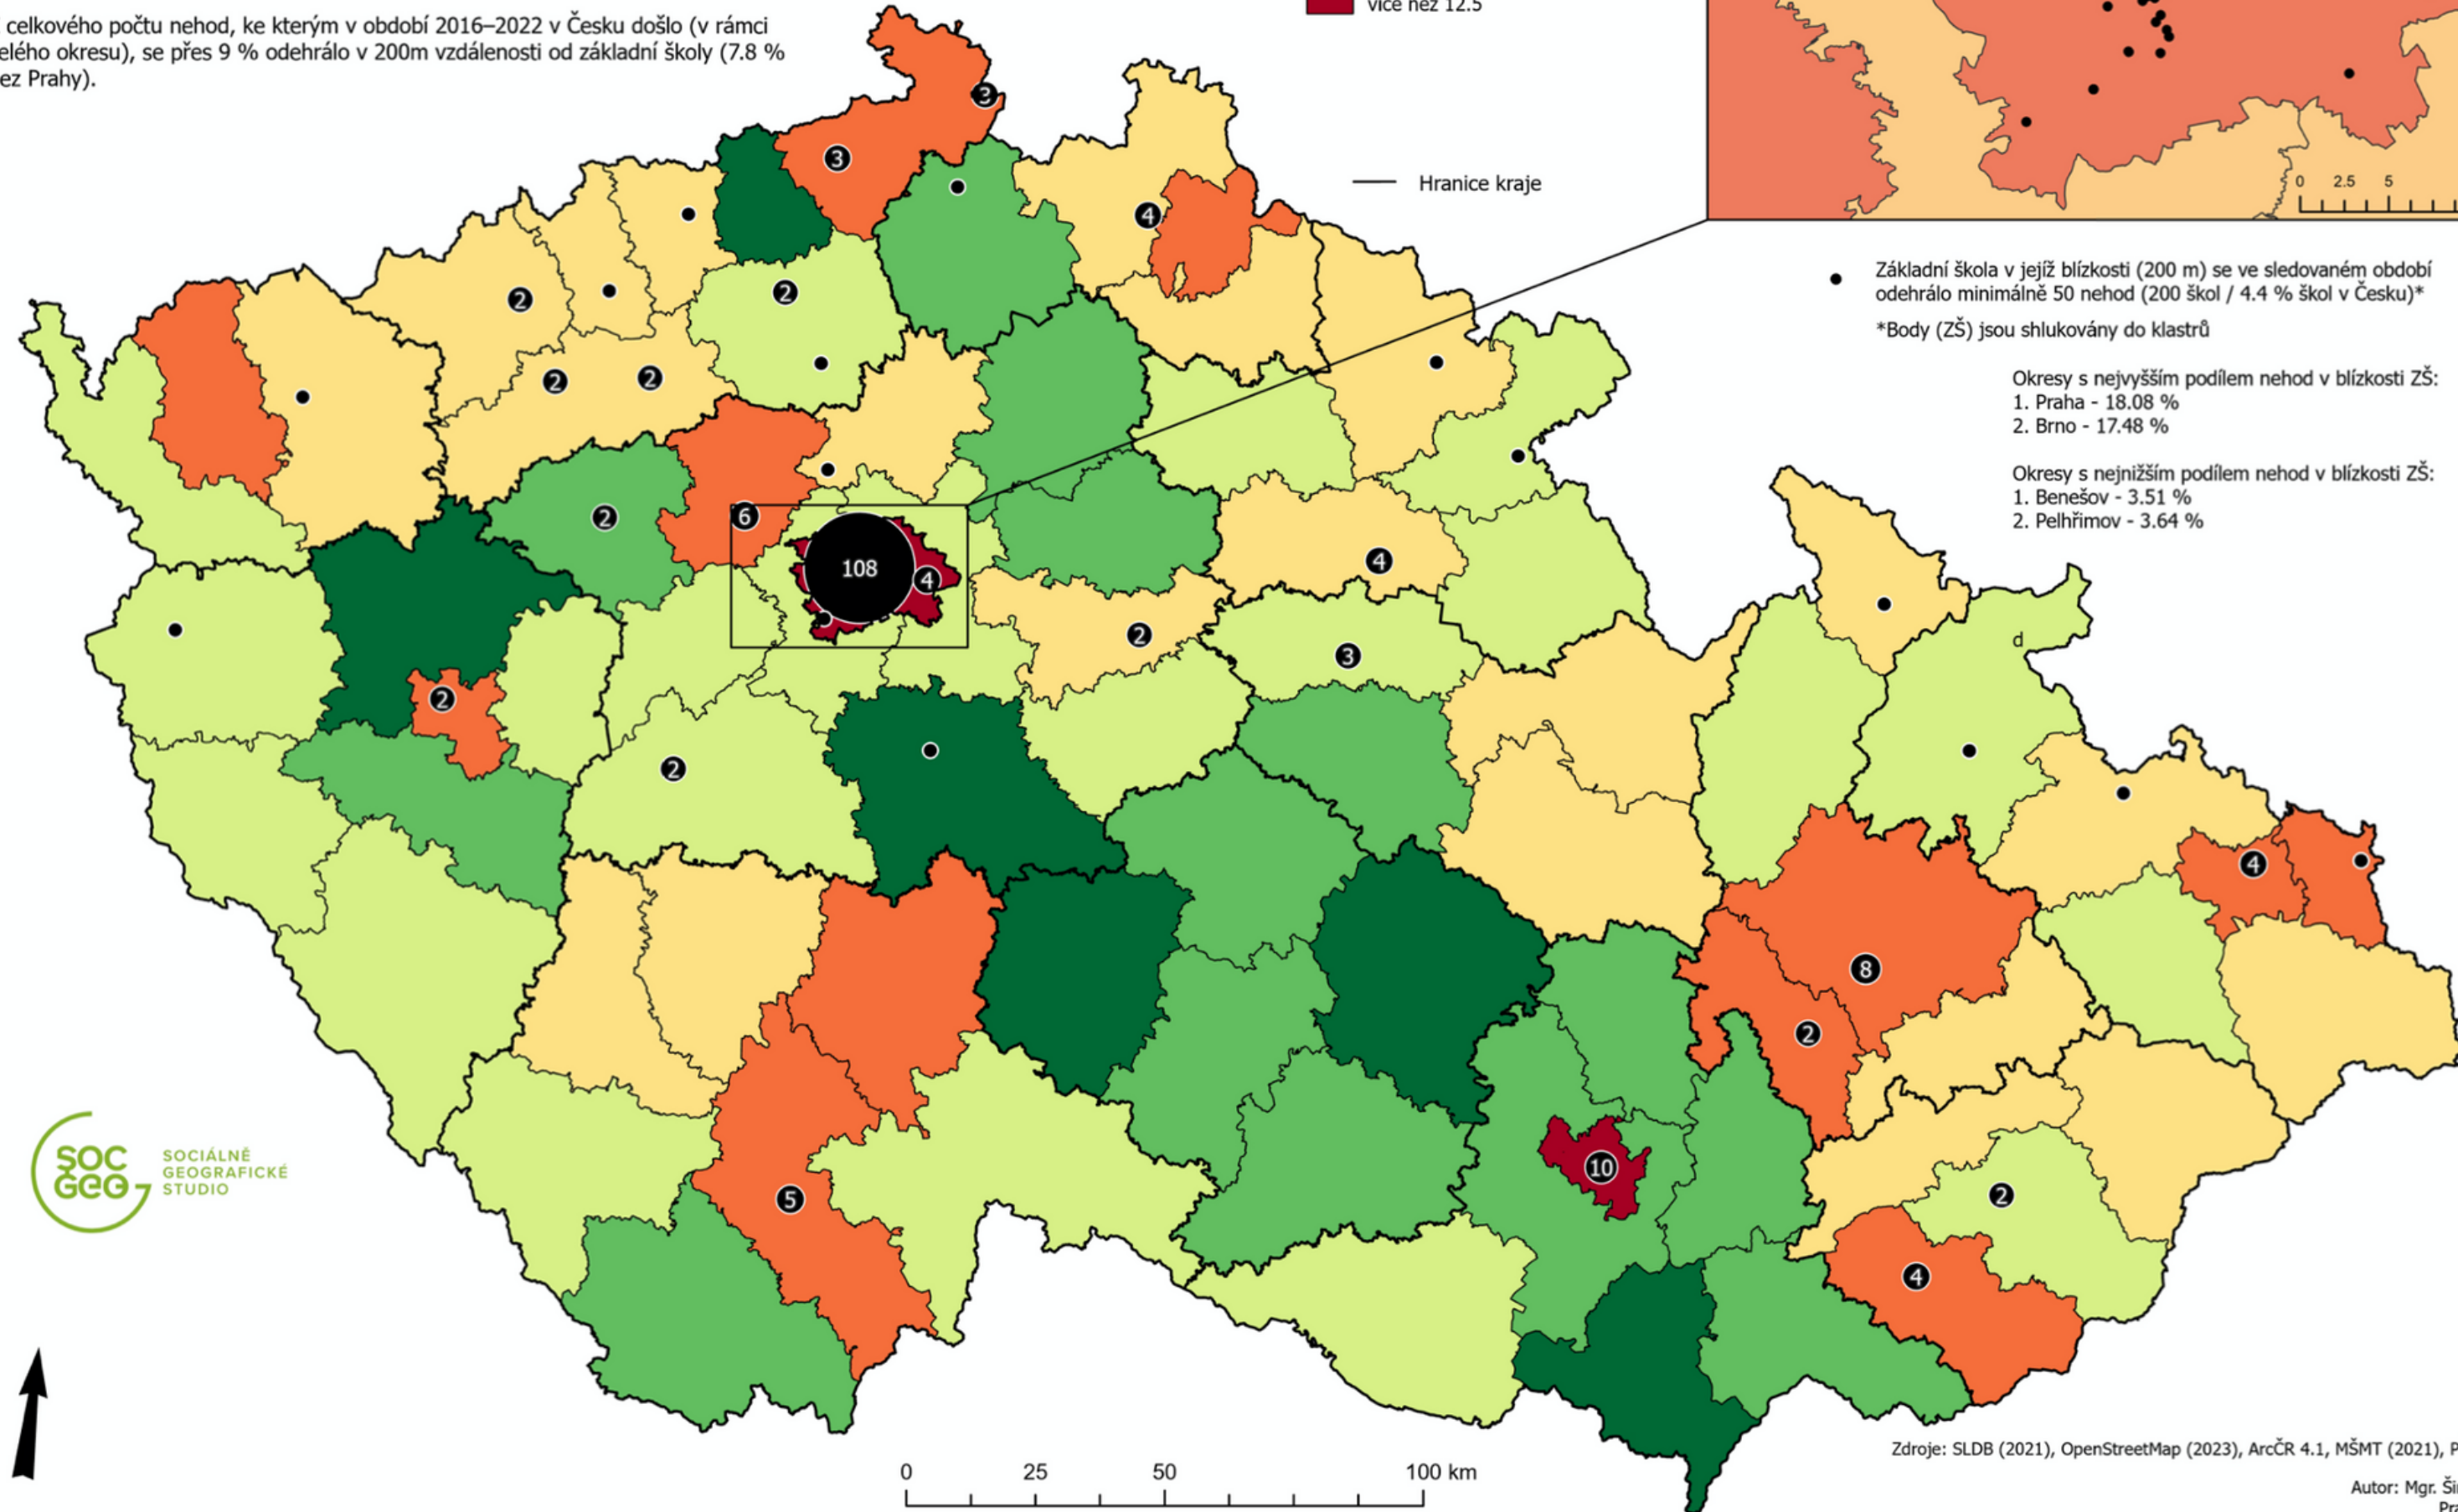 celkového počtu nehod, ke kterým v období 2016–2022 v Česku došlo (v rámci
elého okresu), se přes 9 % odehrálo v 200m vzdálenosti od základní školy (7.8 %
ez Prahy).
více než 12.5
Hranice kraje
0 2.5 5
Základní škola v jejíž blízkosti (200 m) se ve sledovaném období
odehrálo minimálně 50 nehod (200 škol / 4.4 % škol v Česku)*
*Body (ZŠ) jsou shlukovány do klastrů
Okresy s nejvyšším podílem nehod v blízkosti ZŠ:
1. Praha - 18.08 %
2. Brno - 17.48 %
Okresy s nejnižším podílem nehod v blízkosti ZŠ:
1. Benešov - 3.51 %
2. Pelhřimov - 3.64 %
3
3
4
2
2
2
2
2
6
108
4
4
2
3
d
2
2
4
8
2
10
5
2
4
SOC
GEO
SOCIÁLNĚ
GEOGRAFICKÉ
STUDIO
0 25 50 100 km
Zdroje: SLDB (2021), OpenStreetMap (2023), ArcČR 4.1, MŠMT (2021), P
Autor: Mgr. Ši
Pra